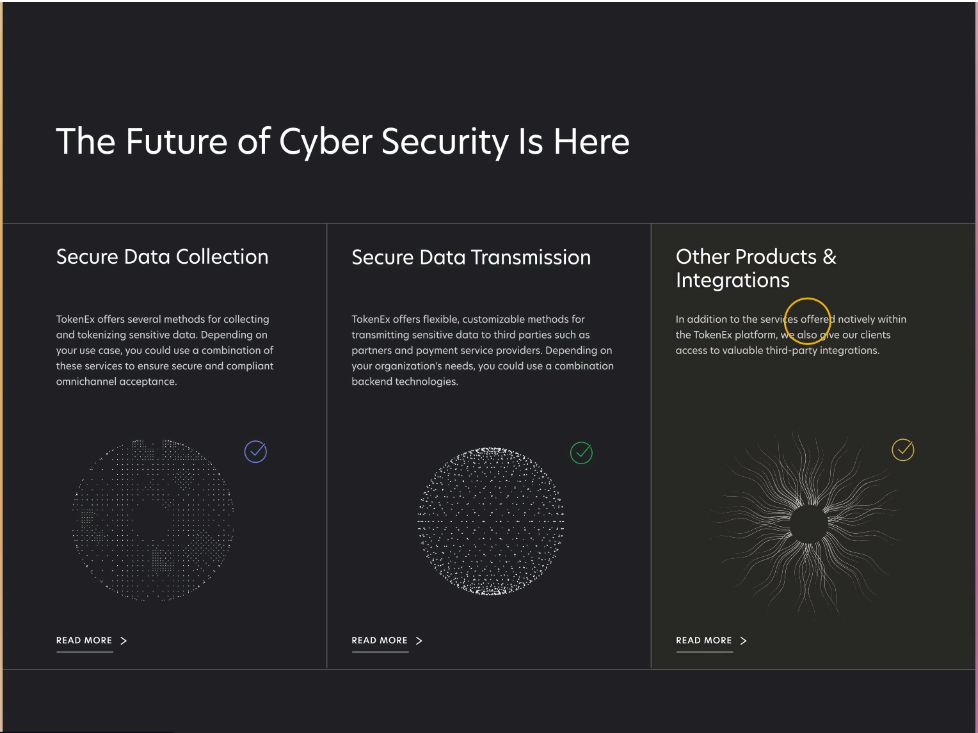 The Future of Cyber Security Is Here
Secure Data Collection
TokenEx offers several methods for collecting
and tokenizing sensitive data. Depending on
your use case, you could use a combination of
these services to ensure secure and compliant
omnichannel acceptance.
READ MORE
Secure Data Transmission
TokenEx offers flexible, customizable methods for
transmitting sensitive data to third parties such as
partners and payment service providers. Depending on
your organization's needs, you could use a combination
backend technologies.
READ MORE
Other Products &
Integrations
In addition to the services offered natively within
the TokenEx platform, we also give our clients
access to valuable third-party integrations.
READ MORE